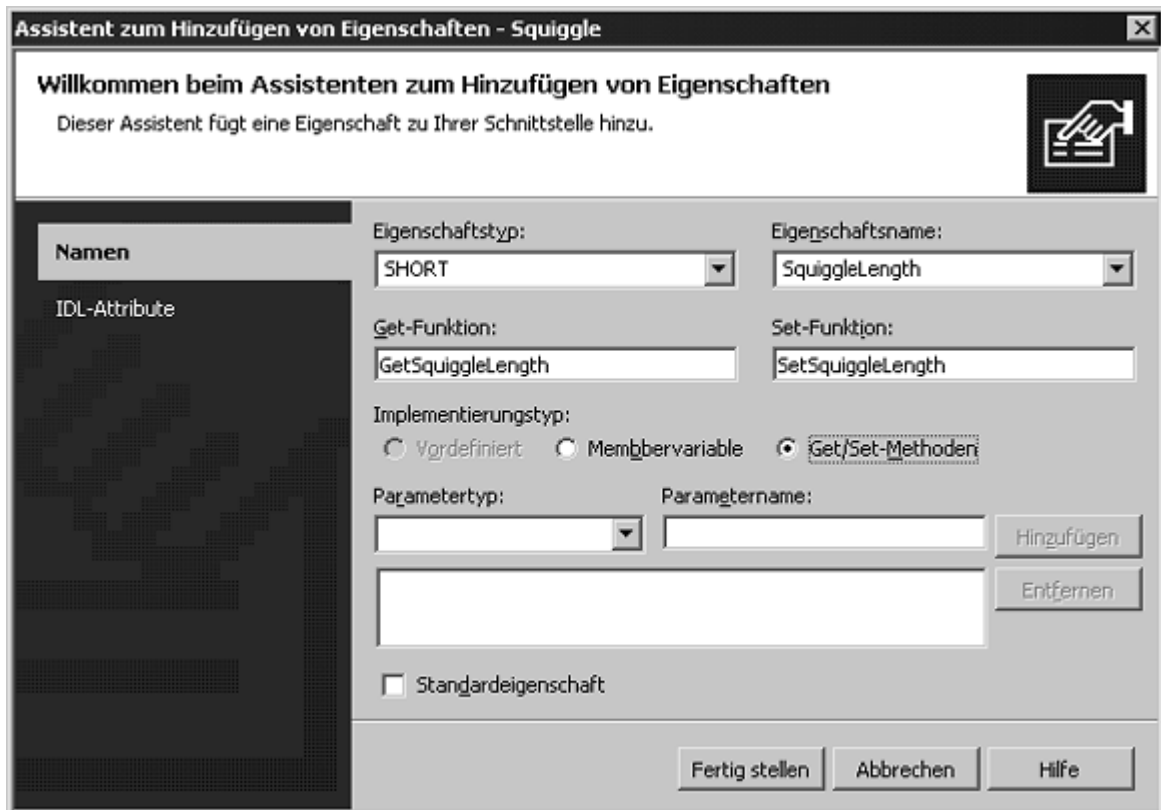 Assistent zum Hinzufügen von Eigenschaften - Squiggle
Willkommen beim Assistenten zum Hinzufügen von Eigenschaften
Dieser Assistent fügt eine Eigenschaft zu Ihrer Schnittstelle hinzu.
Namen
IDL-Attribute
Eigenschaftstyp: Eigenschaftsname:
SHORT SquiggleLength
Get-Funktion: Set-Funktion:
GetSquiggleLength SetSquiggleLength
Implementierungstyp:
Vordefiniert Membbervariable Get/Set-Methoden
Parametertyp: Parametername:
Hinzufügen
Entfernen
Standardeigenschaft
Fertig stellen Abbrechen Hilfe